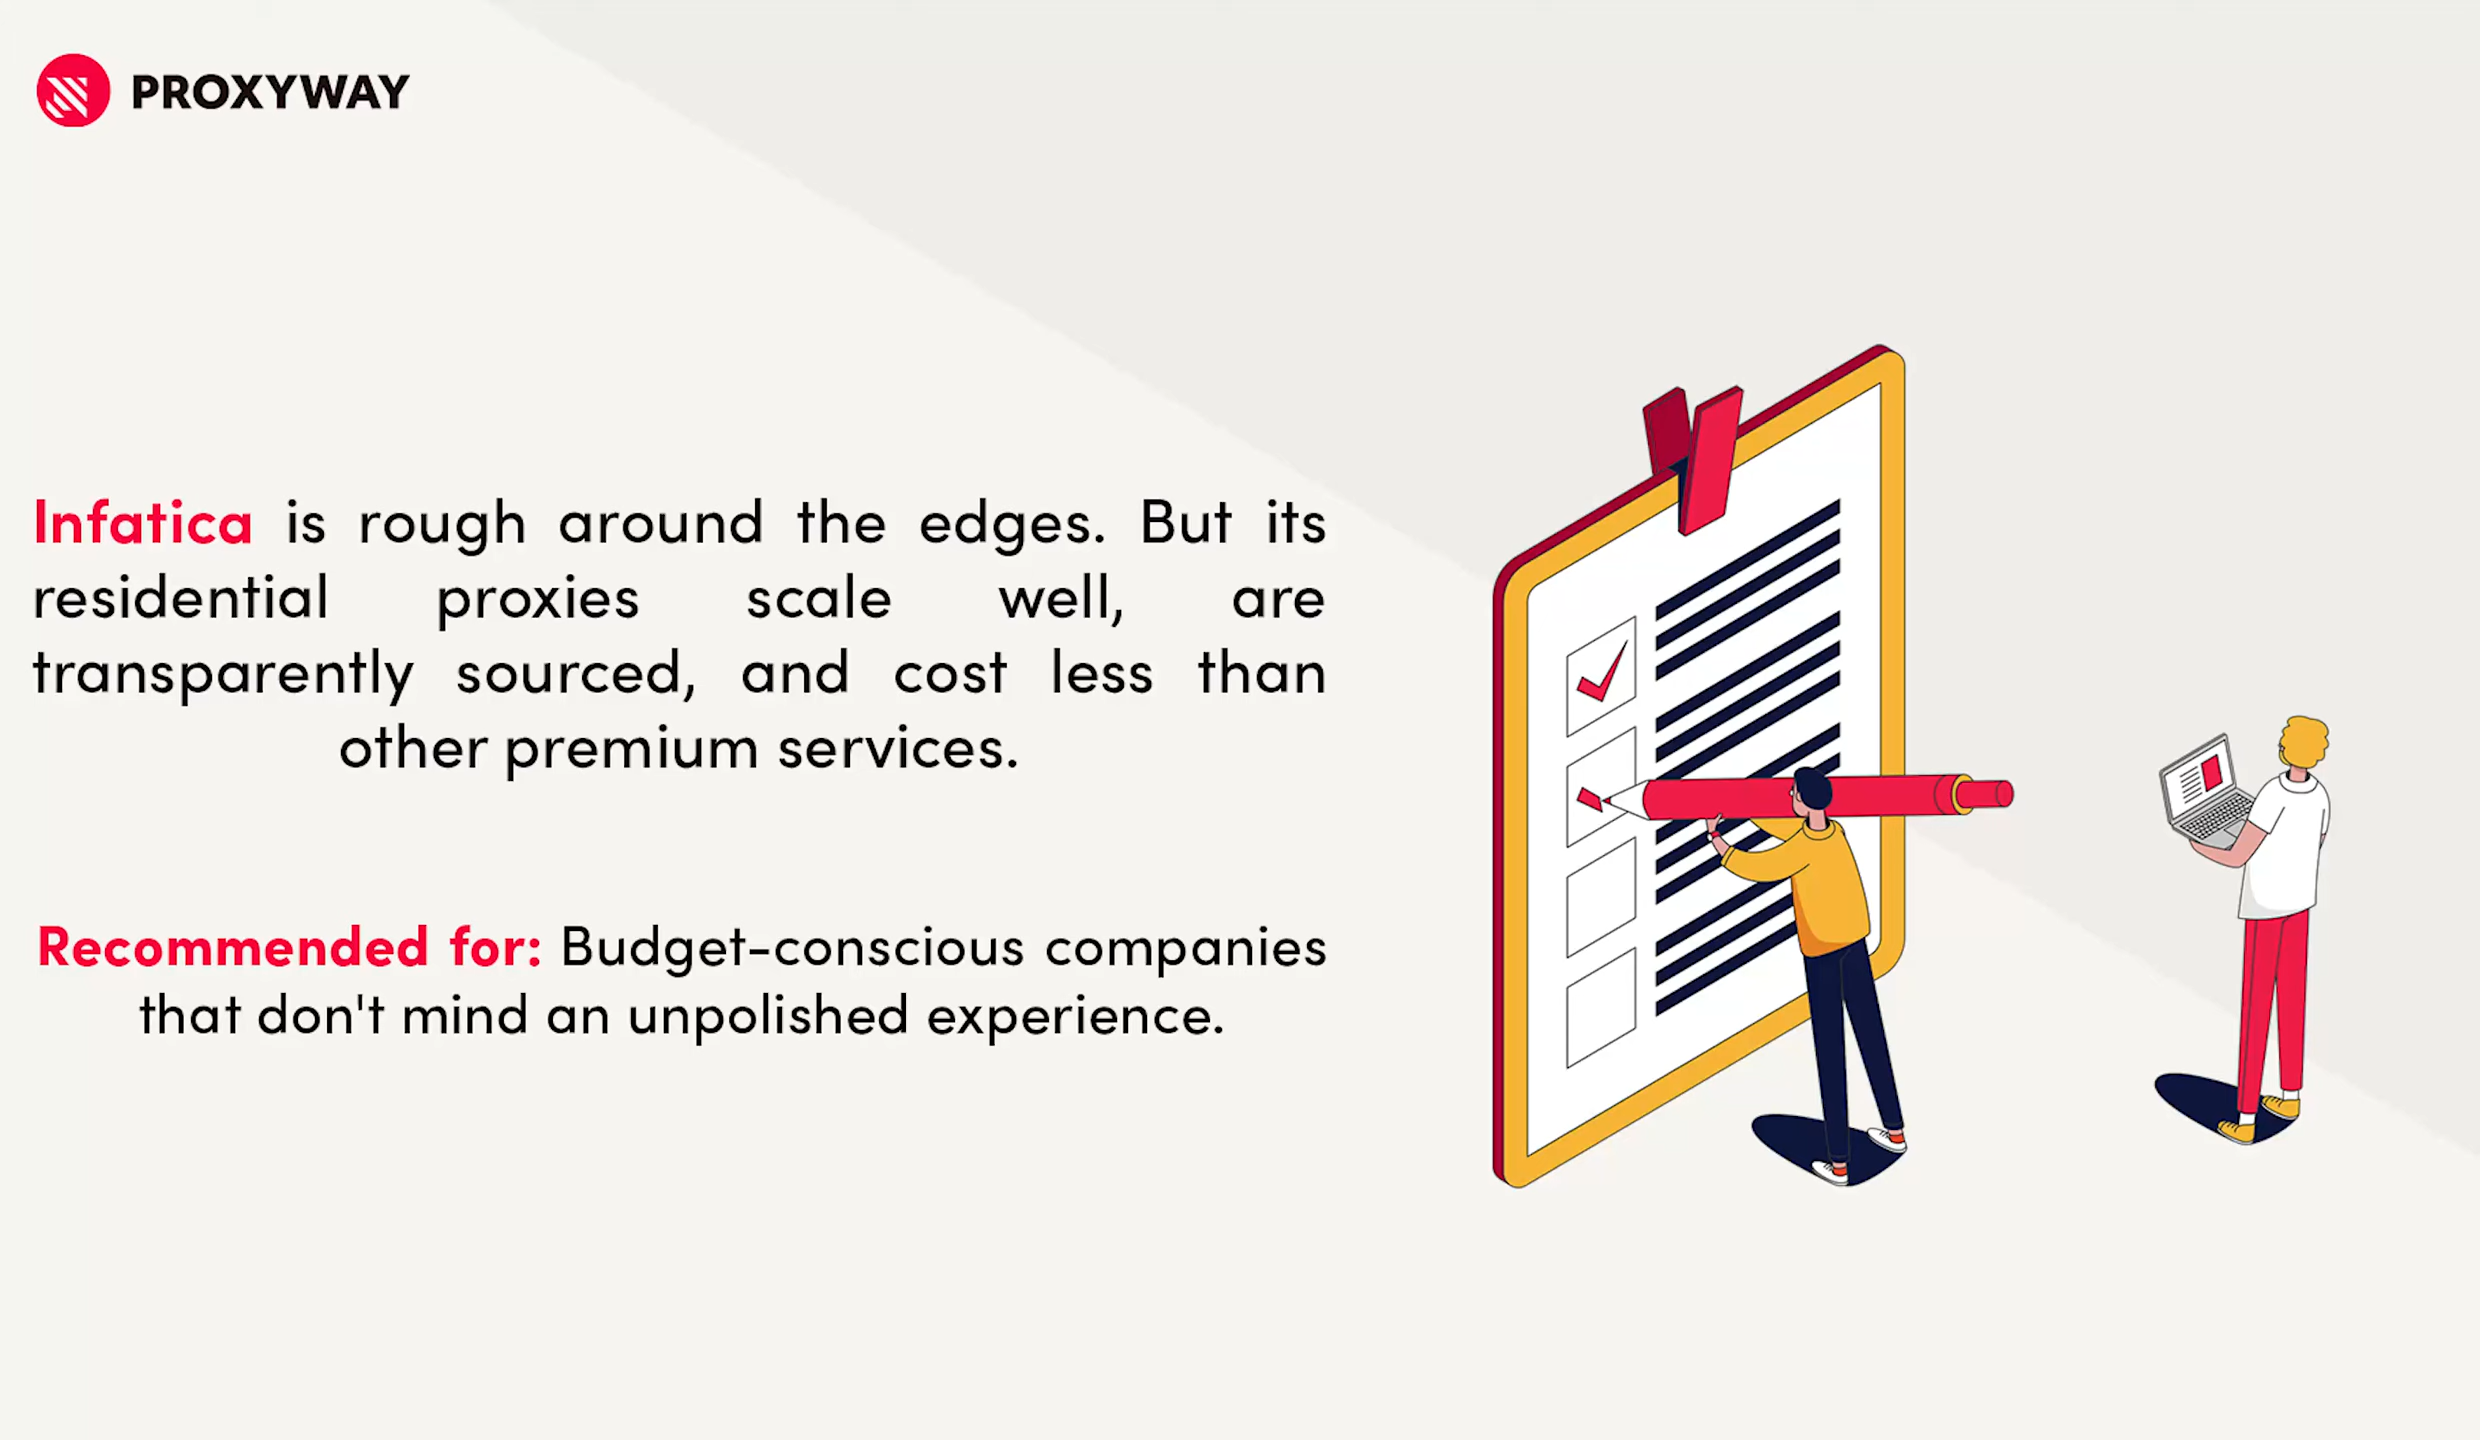 PROXYWAY
Infatica is rough around the edges. But its
residential proxies scale well, are
transparently sourced, and cost less than
other premium services.
Recommended for: Budget-conscious companies
that don't mind an unpolished experience.